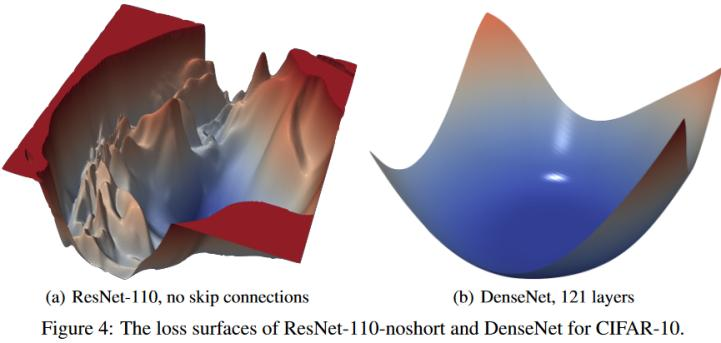 (a) ResNet-110, no skip connections
(b) DenseNet, 121 layers
Figure 4: The loss surfaces of ResNet-110-noshort and DenseNet for CIFAR-10.